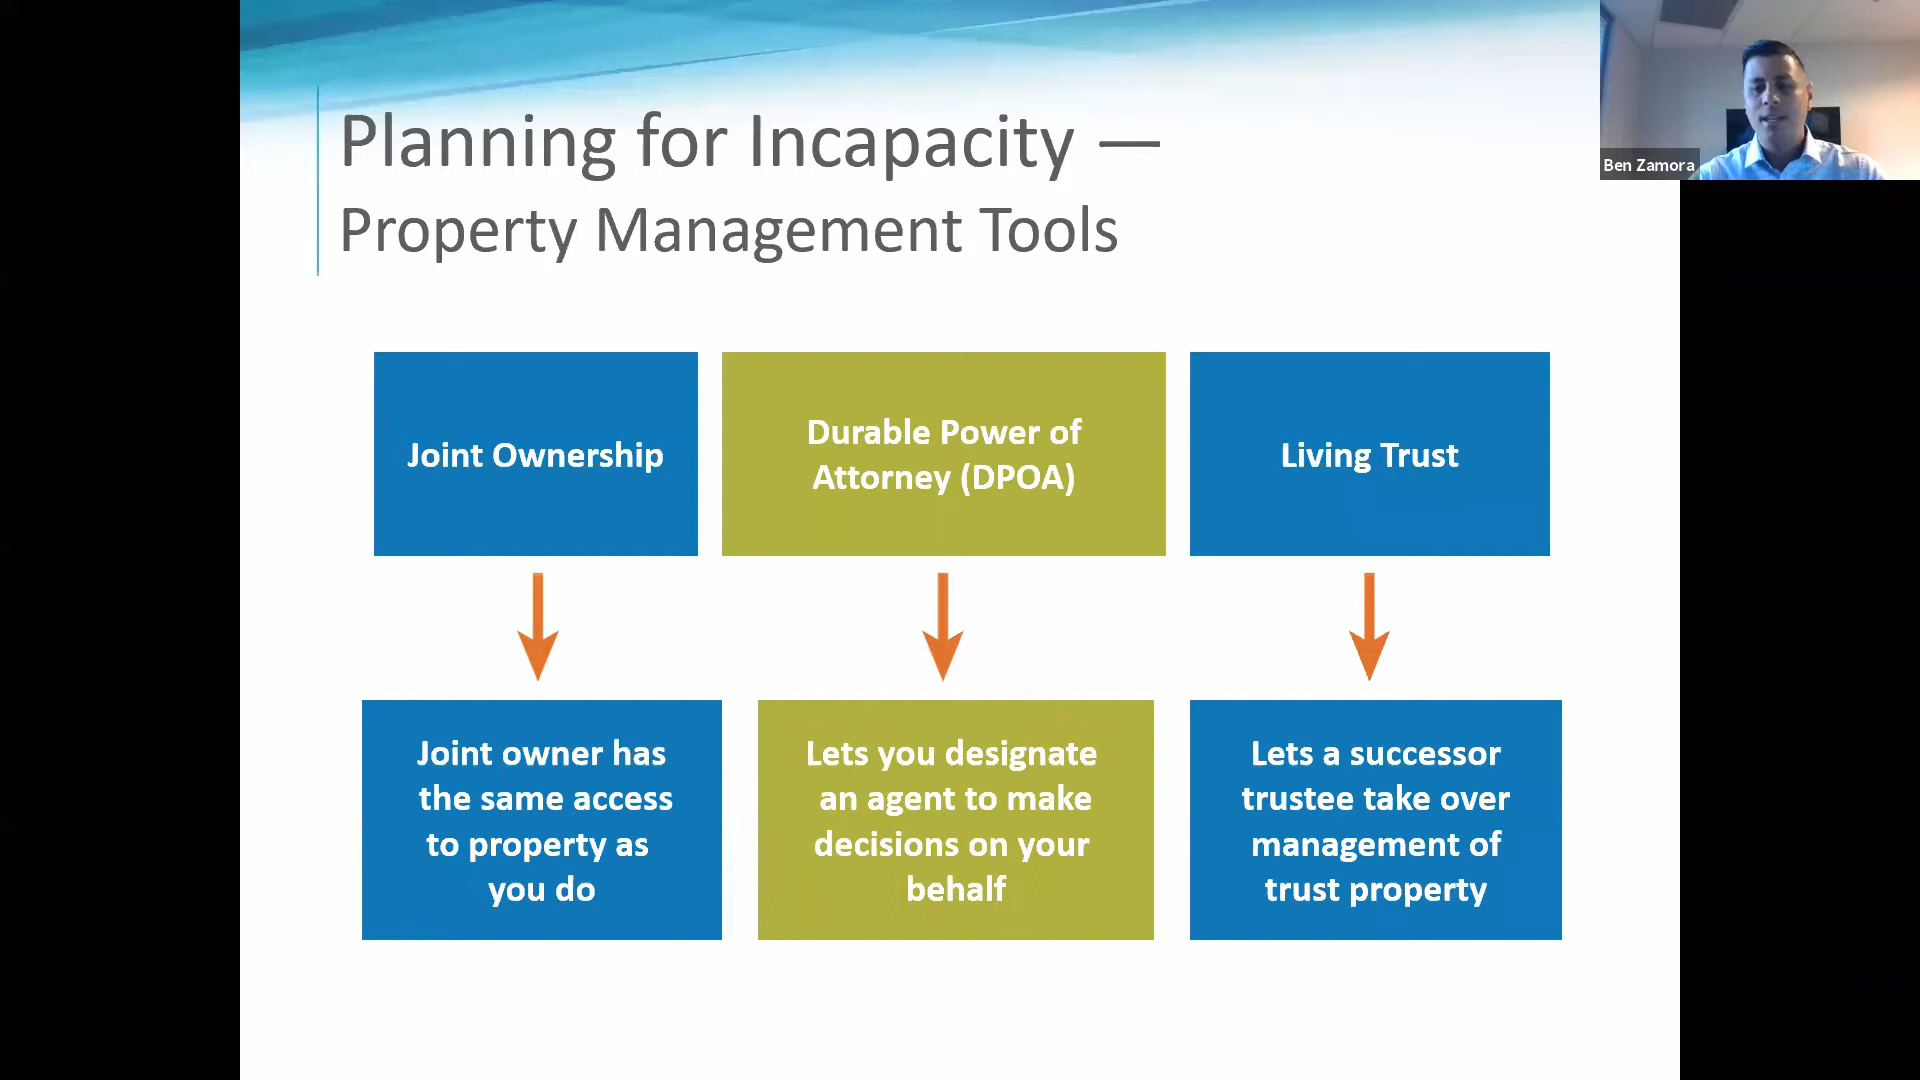 Planning for Incapacity —
Property Management Tools
Ben Zamora
Joint Ownership
Durable Power of
Attorney (DPOA)
Living Trust
Joint owner has
the same access
to property as
you do
Lets you designate
an agent to make
decisions on your
behalf
Lets a successor
trustee take over
management of
trust property